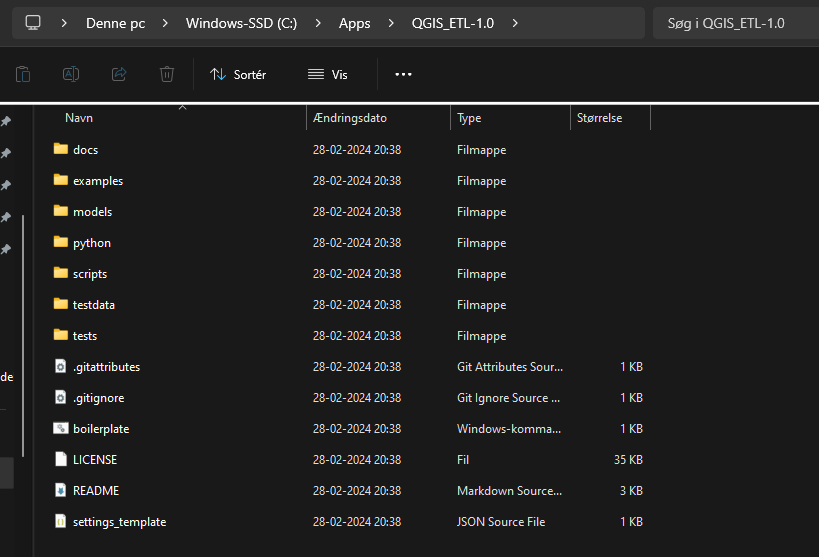 Denne pc > Windows-SSD (C:) > Apps > QGIS_ETL-1.0 > Søg i QGIS_ETL-1.0
Sortér Vis ...
Navn Ændringsdato Type Størrelse
docs 28-02-2024 20:38 Filmappe
examples 28-02-2024 20:38 Filmappe
models 28-02-2024 20:38 Filmappe
python 28-02-2024 20:38 Filmappe
scripts 28-02-2024 20:38 Filmappe
testdata 28-02-2024 20:38 Filmappe
tests 28-02-2024 20:38 Filmappe
de .gitattributes 28-02-2024 20:38 Git Attributes Sour... 1 KB
.gitignore 28-02-2024 20:38 Git Ignore Source ... 1 KB
boilerplate 28-02-2024 20:38 Windows-komma... 1 KB
LICENSE 28-02-2024 20:38 Fil 35 KB
README 28-02-2024 20:38 Markdown Source... 3 KB
settings_template 28-02-2024 20:38 JSON Source File 1 KB